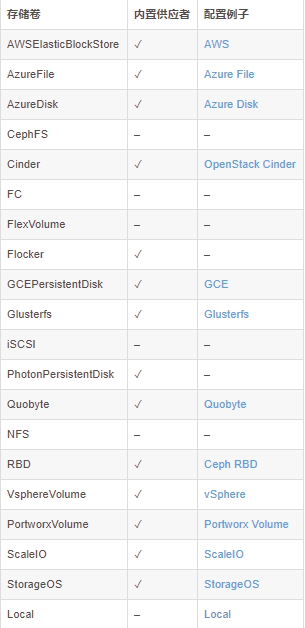 存储卷 内置供应者 配置例子
AWSElasticBlockStore ✓ AWS
AzureFile ✓ Azure File
AzureDisk ✓ Azure Disk
CephFS – –
Cinder ✓ OpenStack Cinder
FC – –
FlexVolume – –
Flocker ✓ –
GCEPersistentDisk ✓ GCE
Glusterfs ✓ Glusterfs
iSCSI – –
PhotonPersistentDisk ✓ –
Quobyte ✓ Quobyte
NFS – –
RBD ✓ Ceph RBD
VsphereVolume ✓ vSphere
PortworxVolume ✓ Portworx Volume
ScaleIO ✓ ScaleIO
StorageOS ✓ StorageOS
Local – Local